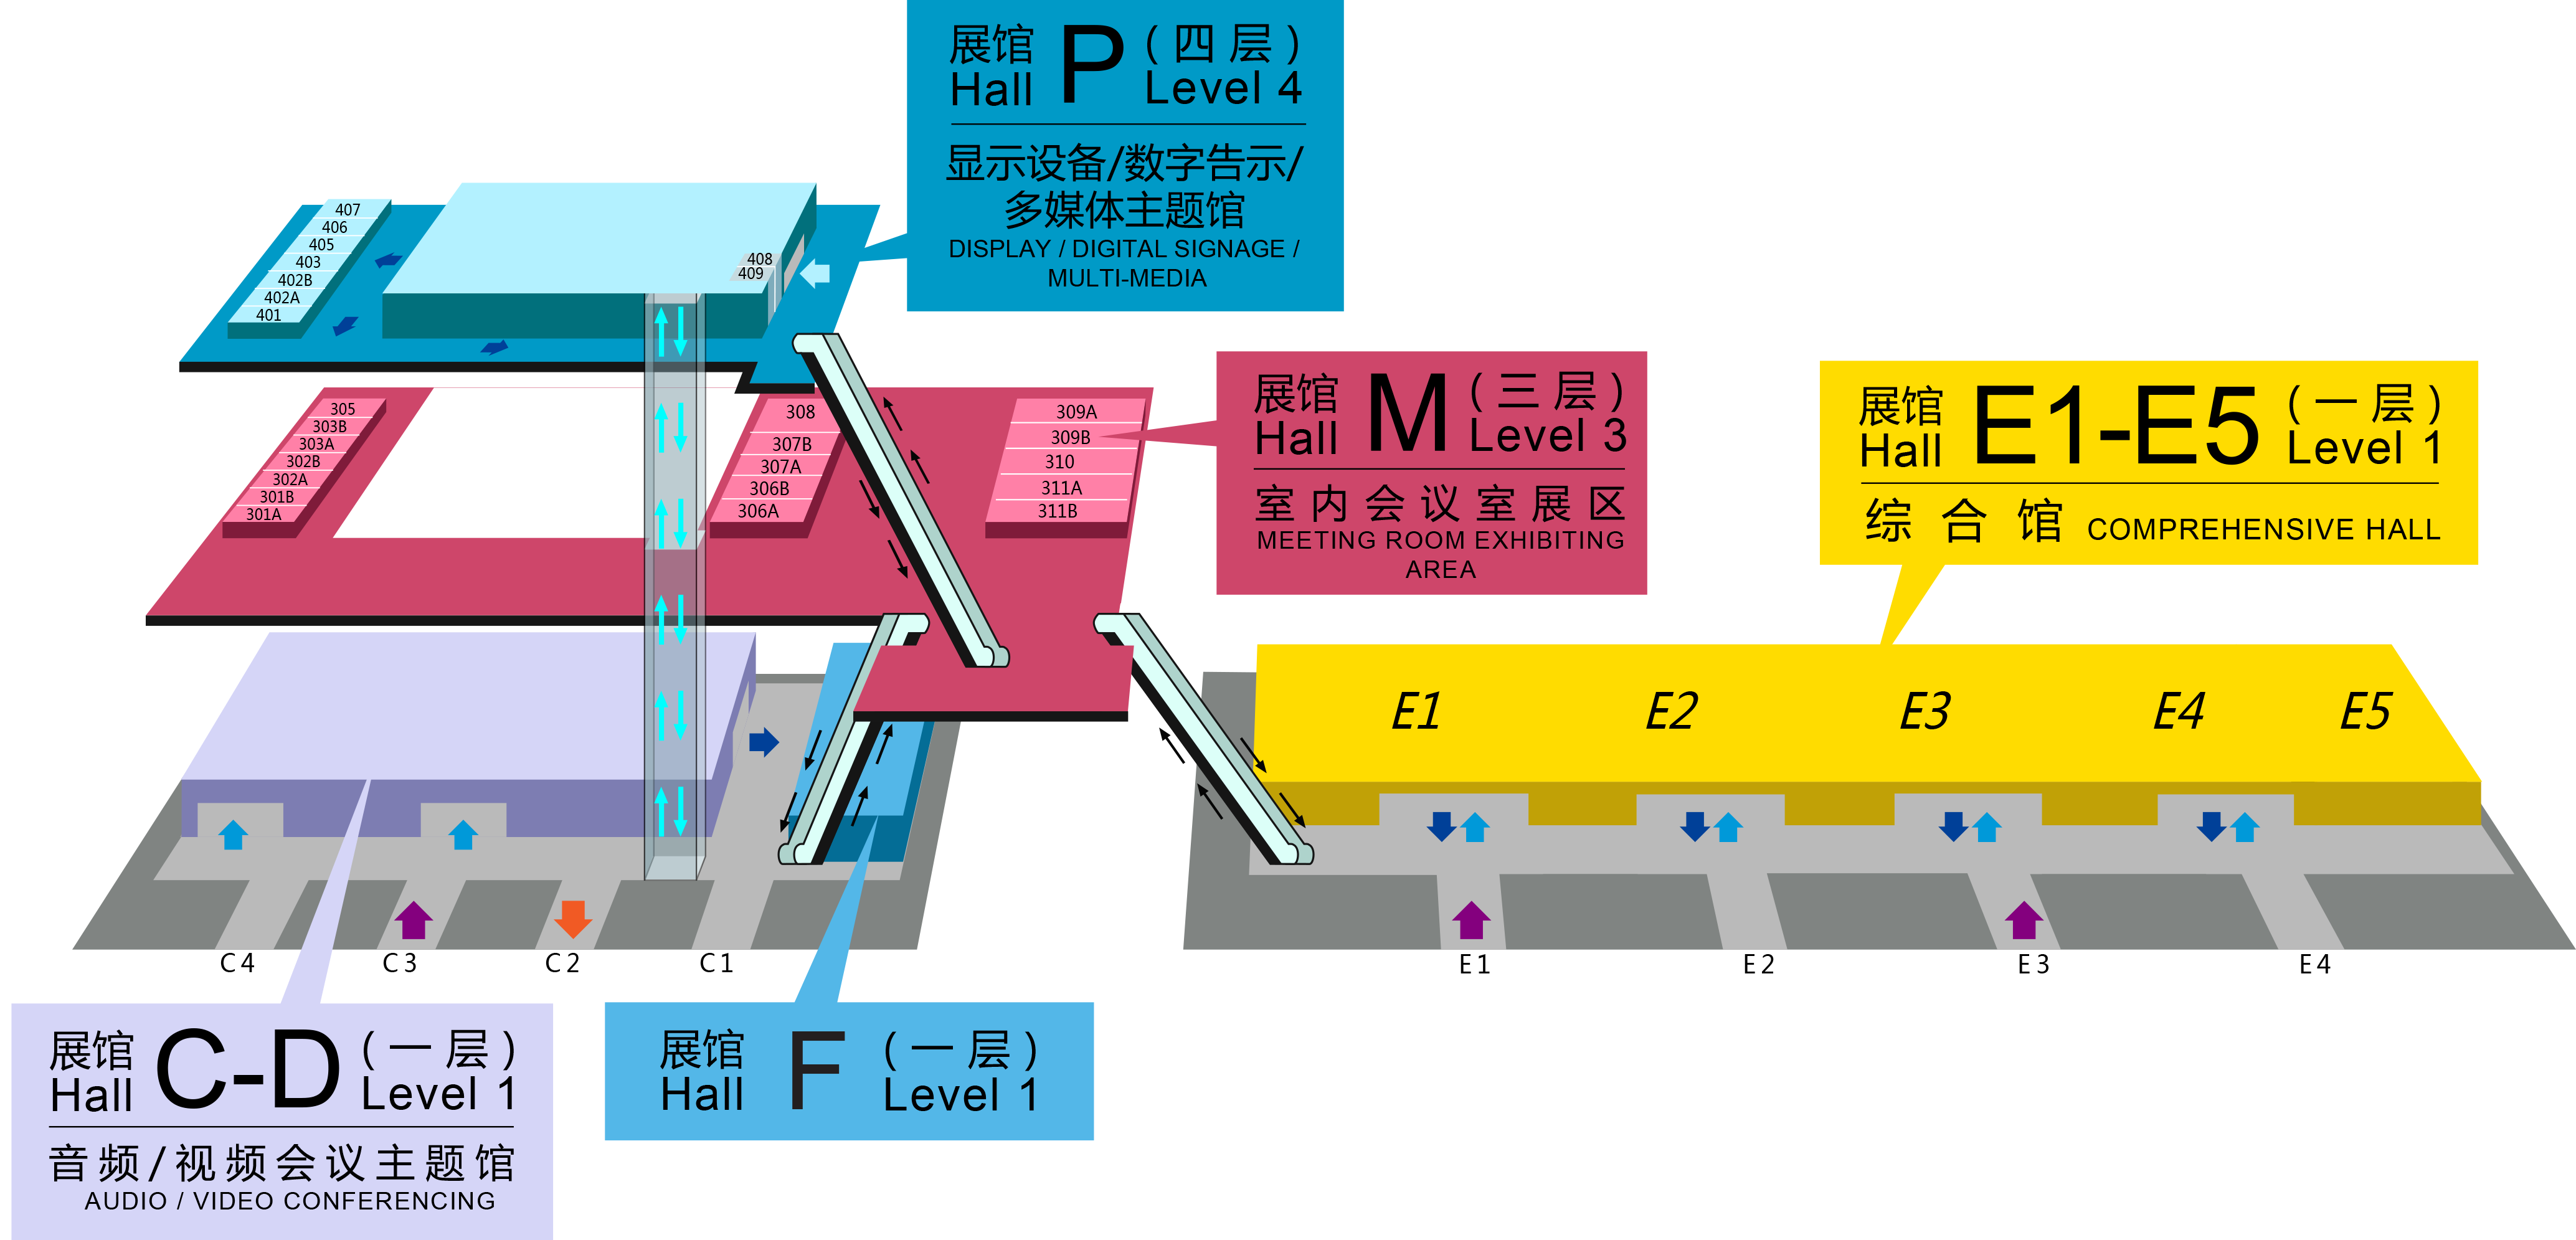 展馆 P (四层)
Hall Level 4
显示设备/数字告示/
多媒体主题馆
DISPLAY / DIGITAL SIGNAGE /
MULTI-MEDIA
407
406
405
403
402B
402A
401
408
409
展馆 M (三层)
Hall Level 3
室内会议室展区
MEETING ROOM EXHIBITING
AREA
305
303B
303A
302B
302A
301B
301A
308
307B
307A
306B
306A
309A
309B
310
311A
311B
展馆 E1-E5 (一层)
Hall Level 1
综合馆 COMPREHENSIVE HALL
E1 E2 E3 E4 E5
C4 C3 C2 C1
E1 E2 E3 E4
展馆 C-D (一层)
Hall Level 1
音频/视频会议主题馆
AUDIO / VIDEO CONFERENCING
展馆 F (一层)
Hall Level 1